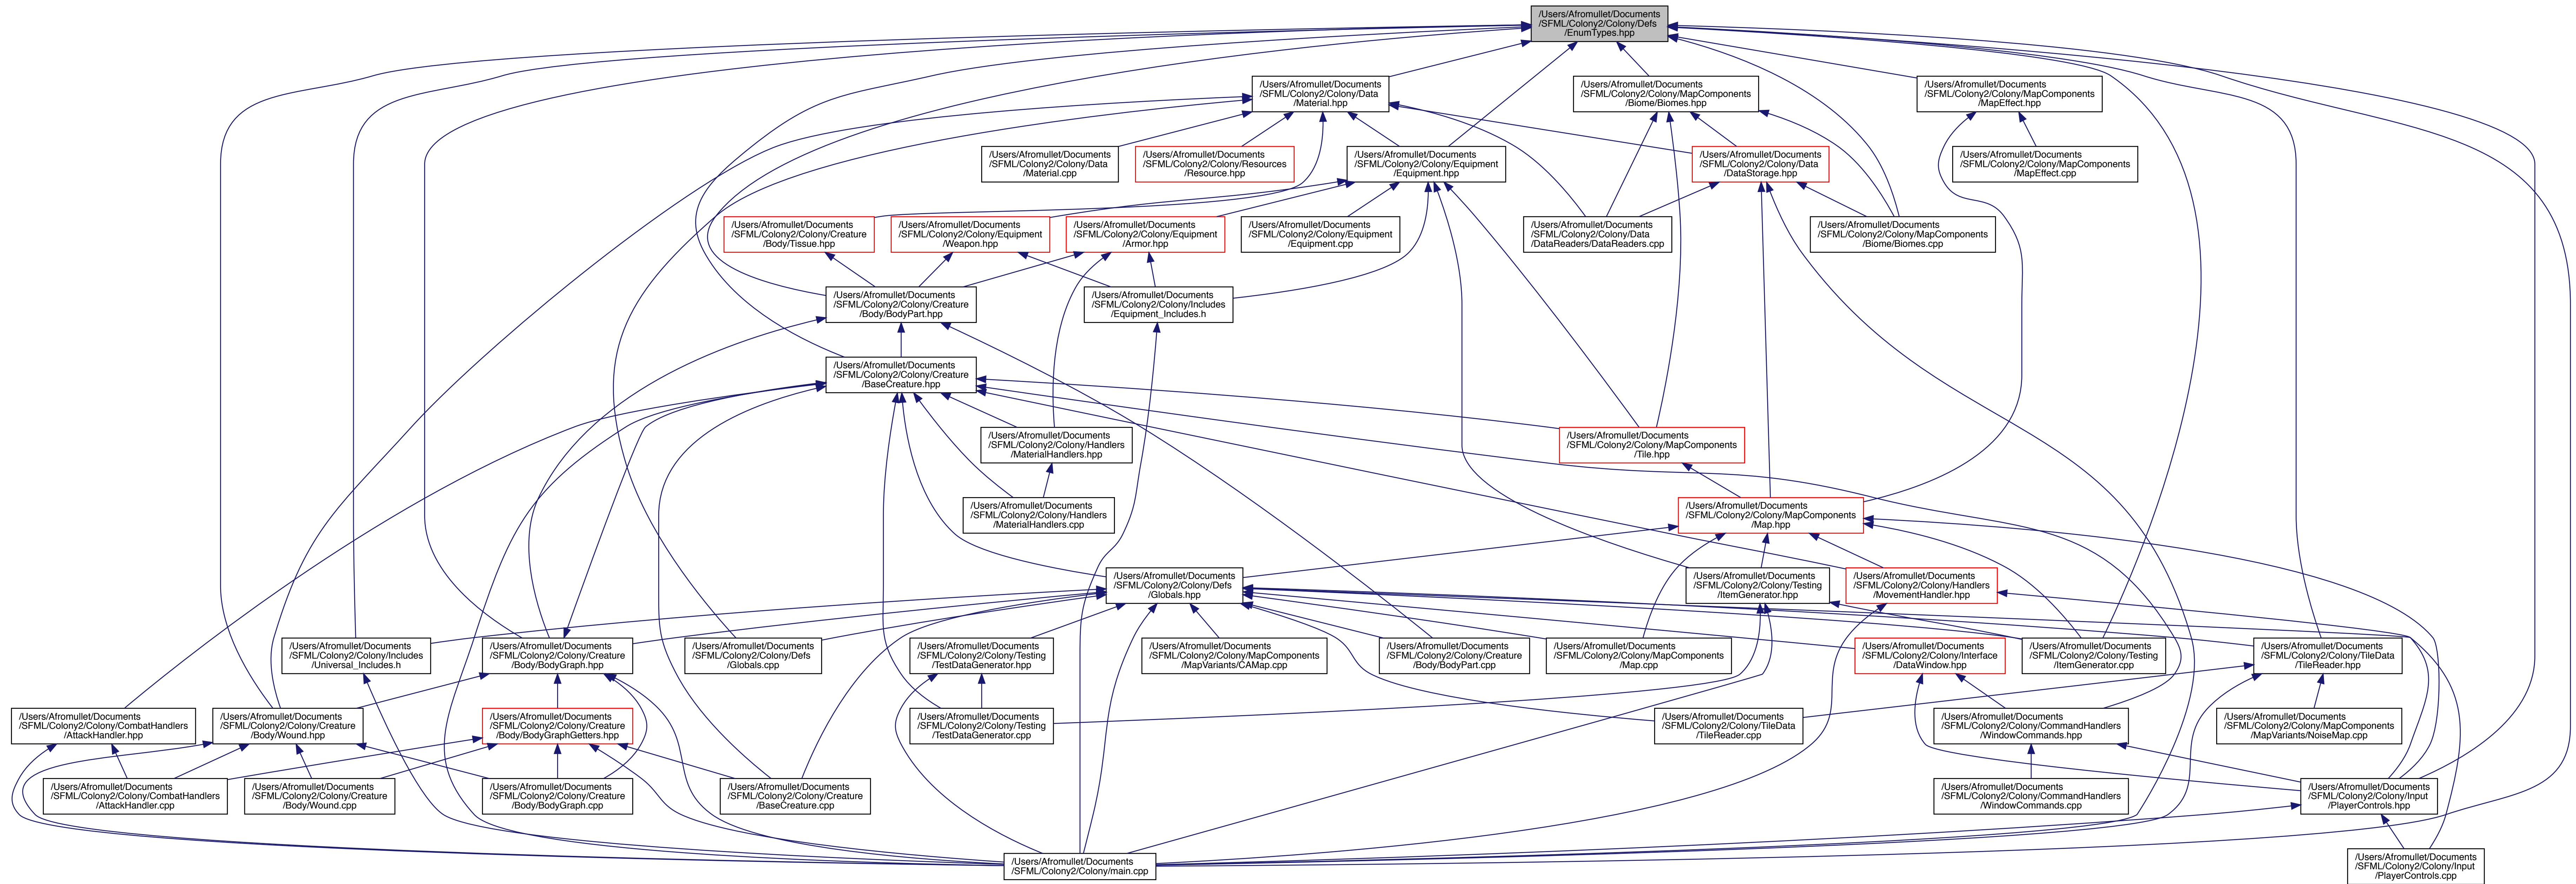 /Users/Afromullet/Documents
/SFML/Colony2/Colony/Defs
/EnumTypes.hpp
/Users/Afromullet/Documents
/SFML/Colony2/Colony/Data
/Material.hpp
/Users/Afromullet/Documents
/SFML/Colony2/Colony/MapComponents
/Biome/Biomes.hpp
/Users/Afromullet/Documents
/SFML/Colony2/Colony/MapComponents
/MapEffect.hpp
/Users/Afromullet/Documents
/SFML/Colony2/Colony/Data
/Material.cpp
/Users/Afromullet/Documents
/SFML/Colony2/Colony/Resources
/Resource.hpp
/Users/Afromullet/Documents
/SFML/Colony2/Colony/Equipment
/Equipment.hpp
/Users/Afromullet/Documents
/SFML/Colony2/Colony/Data
/DataStorage.hpp
/Users/Afromullet/Documents
/SFML/Colony2/Colony/MapComponents
/MapEffect.cpp
/Users/Afromullet/Documents
/SFML/Colony2/Colony/Creature
/Body/Tissue.hpp
/Users/Afromullet/Documents
/SFML/Colony2/Colony/Equipment
/Weapon.hpp
/Users/Afromullet/Documents
/SFML/Colony2/Colony/Equipment
/Armor.hpp
/Users/Afromullet/Documents
/SFML/Colony2/Colony/Equipment
/Equipment.cpp
/Users/Afromullet/Documents
/SFML/Colony2/Colony/Data
/DataReaders/DataReaders.cpp
/Users/Afromullet/Documents
/SFML/Colony2/Colony/MapComponents
/Biome/Biomes.cpp
/Users/Afromullet/Documents
/SFML/Colony2/Colony/Creature
/Body/BodyPart.hpp
/Users/Afromullet/Documents
/SFML/Colony2/Colony/Includes
/Equipment_Includes.h
/Users/Afromullet/Documents
/SFML/Colony2/Colony/Creature
/BaseCreature.hpp
/Users/Afromullet/Documents
/SFML/Colony2/Colony/Handlers
/MaterialHandlers.hpp
/Users/Afromullet/Documents
/SFML/Colony2/Colony/MapComponents
/Tile.hpp
/Users/Afromullet/Documents
/SFML/Colony2/Colony/Handlers
/MaterialHandlers.cpp
/Users/Afromullet/Documents
/SFML/Colony2/Colony/MapComponents
/Map.hpp
/Users/Afromullet/Documents
/SFML/Colony2/Colony/Defs
/Globals.hpp
/Users/Afromullet/Documents
/SFML/Colony2/Colony/Testing
/ItemGenerator.hpp
/Users/Afromullet/Documents
/SFML/Colony2/Colony/Handlers
/MovementHandler.hpp
/Users/Afromullet/Documents
/SFML/Colony2/Colony/Includes
/Universal_Includes.h
/Users/Afromullet/Documents
/SFML/Colony2/Colony/Creature
/Body/BodyGraph.hpp
/Users/Afromullet/Documents
/SFML/Colony2/Colony/Defs
/Globals.cpp
/Users/Afromullet/Documents
/SFML/Colony2/Colony/Testing
/TestDataGenerator.hpp
/Users/Afromullet/Documents
/SFML/Colony2/Colony/MapComponents
/MapVariants/CAMap.cpp
/Users/Afromullet/Documents
/SFML/Colony2/Colony/Creature
/Body/BodyPart.cpp
/Users/Afromullet/Documents
/SFML/Colony2/Colony/MapComponents
/Map.cpp
/Users/Afromullet/Documents
/SFML/Colony2/Colony/Interface
/DataWindow.hpp
/Users/Afromullet/Documents
/SFML/Colony2/Colony/Testing
/ItemGenerator.cpp
/Users/Afromullet/Documents
/SFML/Colony2/Colony/TileData
/TileReader.hpp
/Users/Afromullet/Documents
/SFML/Colony2/Colony/CombatHandlers
/AttackHandler.hpp
/Users/Afromullet/Documents
/SFML/Colony2/Colony/Creature
/Body/Wound.hpp
/Users/Afromullet/Documents
/SFML/Colony2/Colony/Creature
/Body/BodyGraphGetters.hpp
/Users/Afromullet/Documents
/SFML/Colony2/Colony/Testing
/TestDataGenerator.cpp
/Users/Afromullet/Documents
/SFML/Colony2/Colony/TileData
/TileReader.cpp
/Users/Afromullet/Documents
/SFML/Colony2/Colony/CommandHandlers
/WindowCommands.hpp
/Users/Afromullet/Documents
/SFML/Colony2/Colony/MapComponents
/MapVariants/NoiseMap.cpp
/Users/Afromullet/Documents
/SFML/Colony2/Colony/CombatHandlers
/AttackHandler.cpp
/Users/Afromullet/Documents
/SFML/Colony2/Colony/Creature
/Body/Wound.cpp
/Users/Afromullet/Documents
/SFML/Colony2/Colony/Creature
/Body/BodyGraph.cpp
/Users/Afromullet/Documents
/SFML/Colony2/Colony/Creature
/BaseCreature.cpp
/Users/Afromullet/Documents
/SFML/Colony2/Colony/CommandHandlers
/WindowCommands.cpp
/Users/Afromullet/Documents
/SFML/Colony2/Colony/Input
/PlayerControls.hpp
/Users/Afromullet/Documents
/SFML/Colony2/Colony/main.cpp
/Users/Afromullet/Documents
/SFML/Colony2/Colony/Input
/PlayerControls.cpp